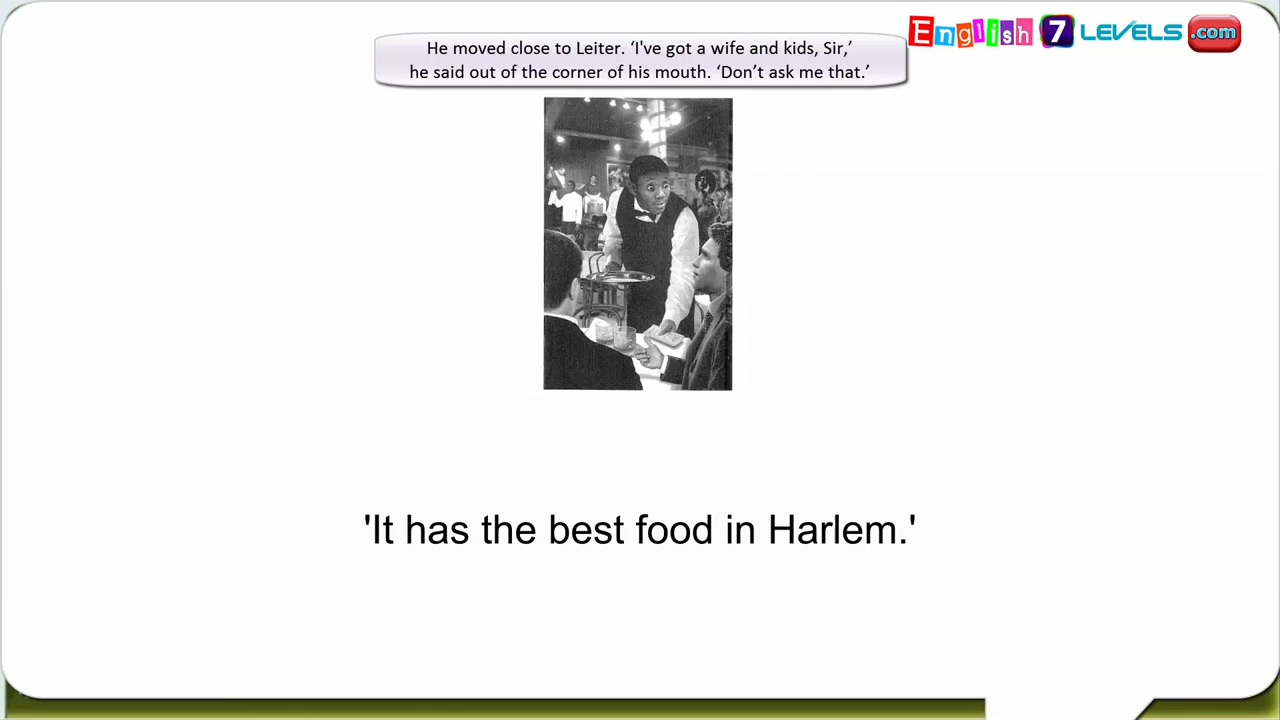 He moved close to Leiter. ‘I've got a wife and kids, Sir,’
he said out of the corner of his mouth. ‘Don’t ask me that.’
English 7 LEVELS .com
'It has the best food in Harlem.'